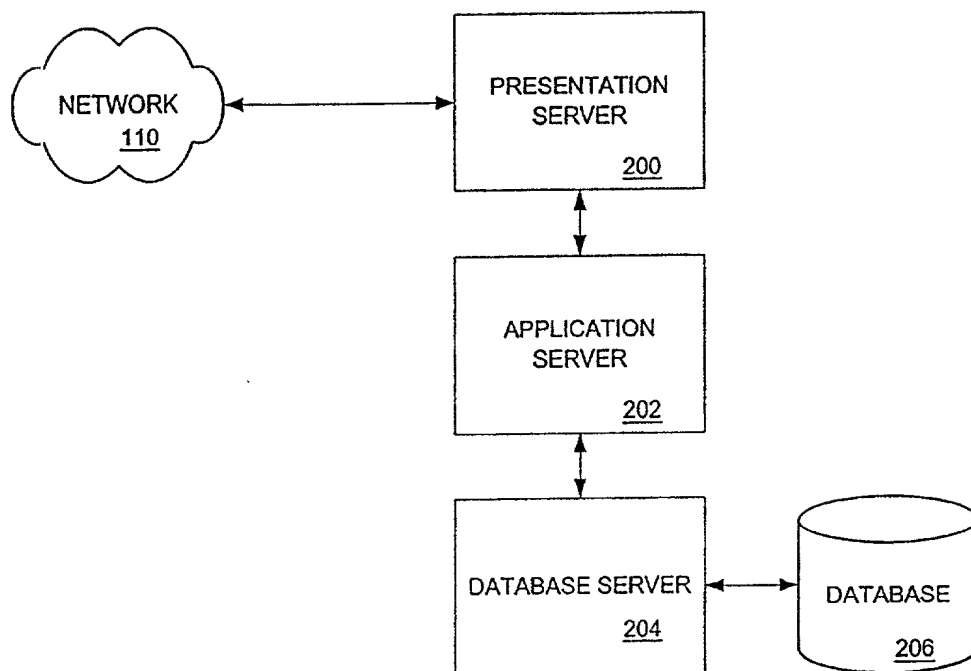 NETWORK
110
PRESENTATION
SERVER
200
APPLICATION
SERVER
202
DATABASE SERVER
204
DATABASE
206